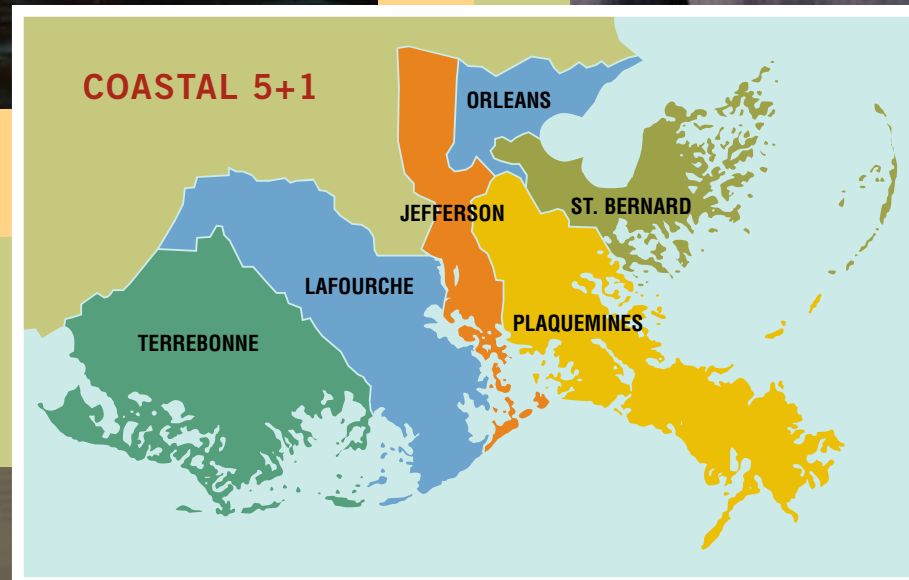 COASTAL 5+1
ORLEANS
ST. BERNARD
JEFFERSON
LAFOURCHE
PLAQUEMINES
TERREBONNE